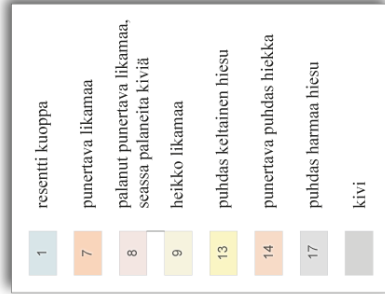 1 resentti kuoppa
7 punertava likamaa
8 palanut punertava likamaa,
seassa palaneita kiviä
9 heikko likamaa
13 puhdas keltainen hiesu
14 punertava puhdas hiekka
17 puhdas harmaa hiesu
kivi